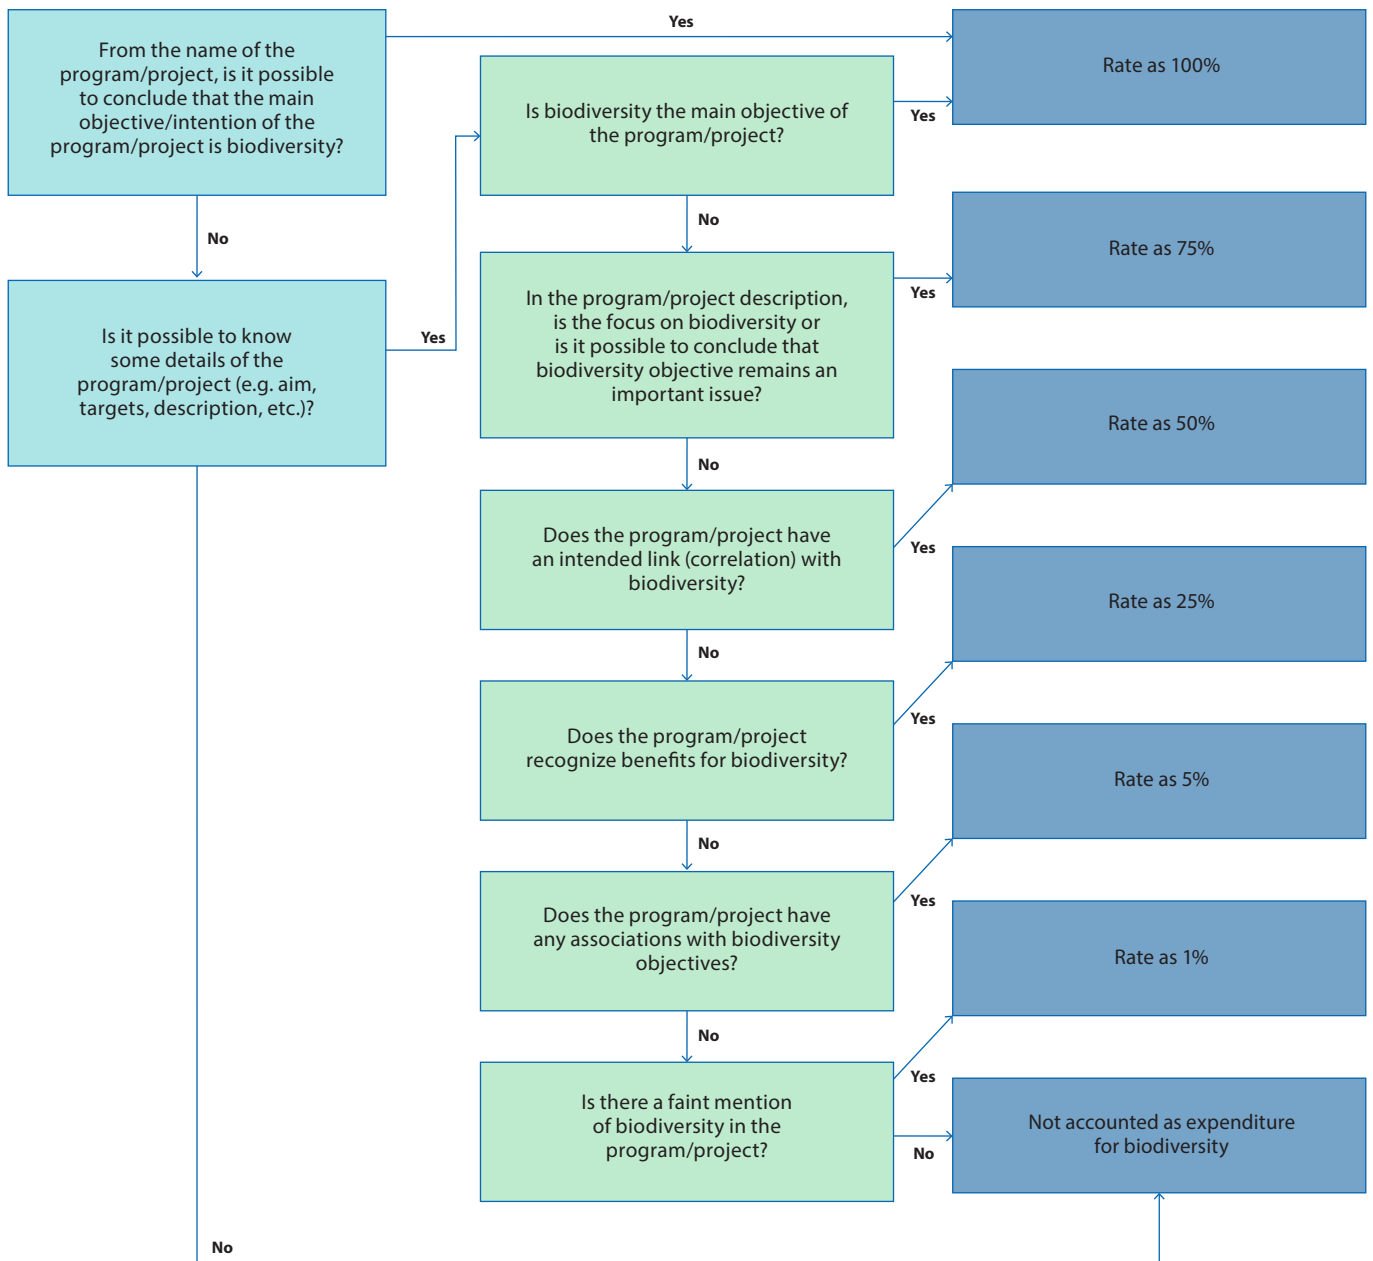 From the name of the
program/project, is it possible
to conclude that the main
objective/intention of the
program/project is biodiversity?
Yes
Rate as 100%
Is biodiversity the main objective of
the program/project?
Yes
No
No
Rate as 75%
In the program/project description,
is the focus on biodiversity or
is it possible to conclude that
biodiversity objective remains an
important issue?
Yes
Is it possible to know
some details of the
program/project (e.g. aim,
targets, description, etc.)?
Yes
Rate as 50%
No
Does the program/project have
an intended link (correlation) with
biodiversity?
Yes
Rate as 25%
No
Does the program/project
recognize benefits for biodiversity?
Yes
Rate as 5%
No
Does the program/project have
any associations with biodiversity
objectives?
Yes
Rate as 1%
No
Is there a faint mention
of biodiversity in the
program/project?
Yes
No
Not accounted as expenditure
for biodiversity
No